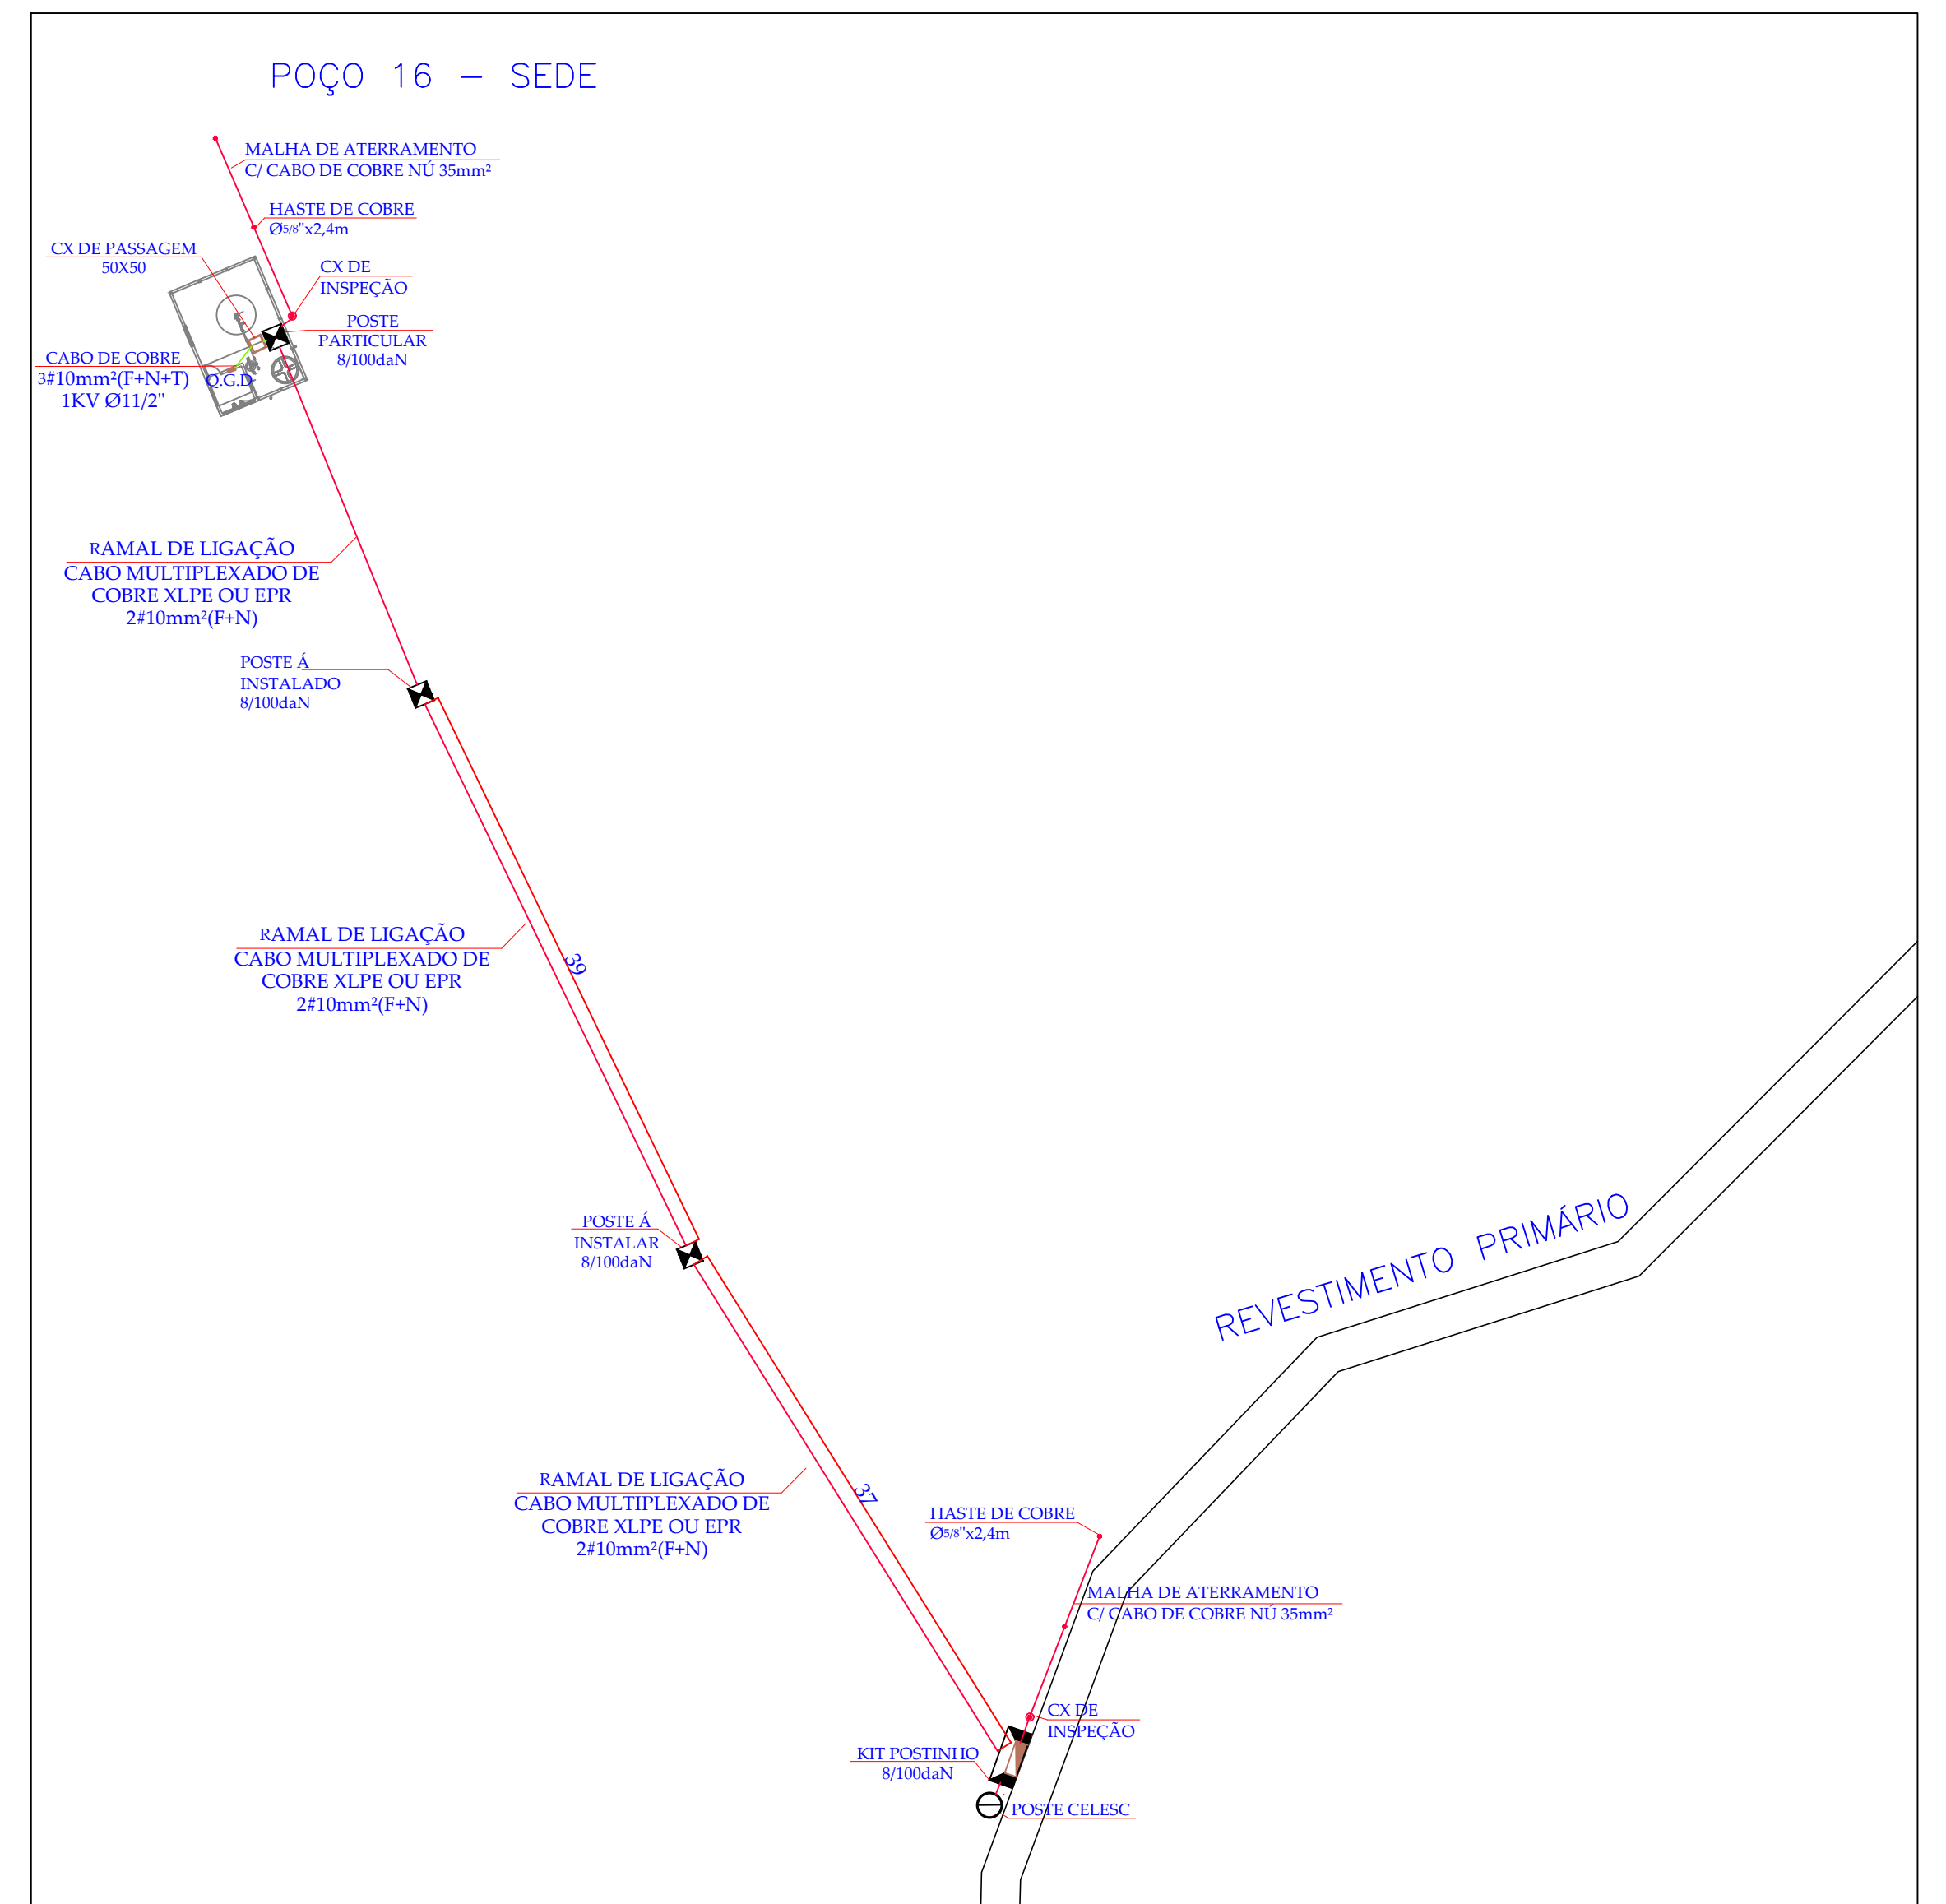 POÇO 16 - SEDE
MALHA DE ATERRAMENTO
C/ CABO DE COBRE NÚ 35mm²
HASTE DE COBRE
Ø5/8"x2,4m
CX DE PASSAGEM
50X50
CX DE
INSPEÇÃO
POSTE
PARTICULAR
8/100daN
CABO DE COBRE
3#10mm²(F+N+T)
1KV Ø11/2"
Q.G.D
RAMAL DE LIGAÇÃO
CABO MULTIPLEXADO DE
COBRE XLPE OU EPR
2#10mm²(F+N)
POSTE Á
INSTALADO
8/100daN
RAMAL DE LIGAÇÃO
CABO MULTIPLEXADO DE
COBRE XLPE OU EPR
2#10mm²(F+N)
39
POSTE Á
INSTALAR
8/100daN
REVESTIMENTO PRIMÁRIO
RAMAL DE LIGAÇÃO
CABO MULTIPLEXADO DE
COBRE XLPE OU EPR
2#10mm²(F+N)
37
HASTE DE COBRE
Ø5/8"x2,4m
MALHA DE ATERRAMENTO
C/ CABO DE COBRE NÚ 35mm²
CX DE
INSPEÇÃO
KIT POSTINHO
8/100daN
POSTE CELESC